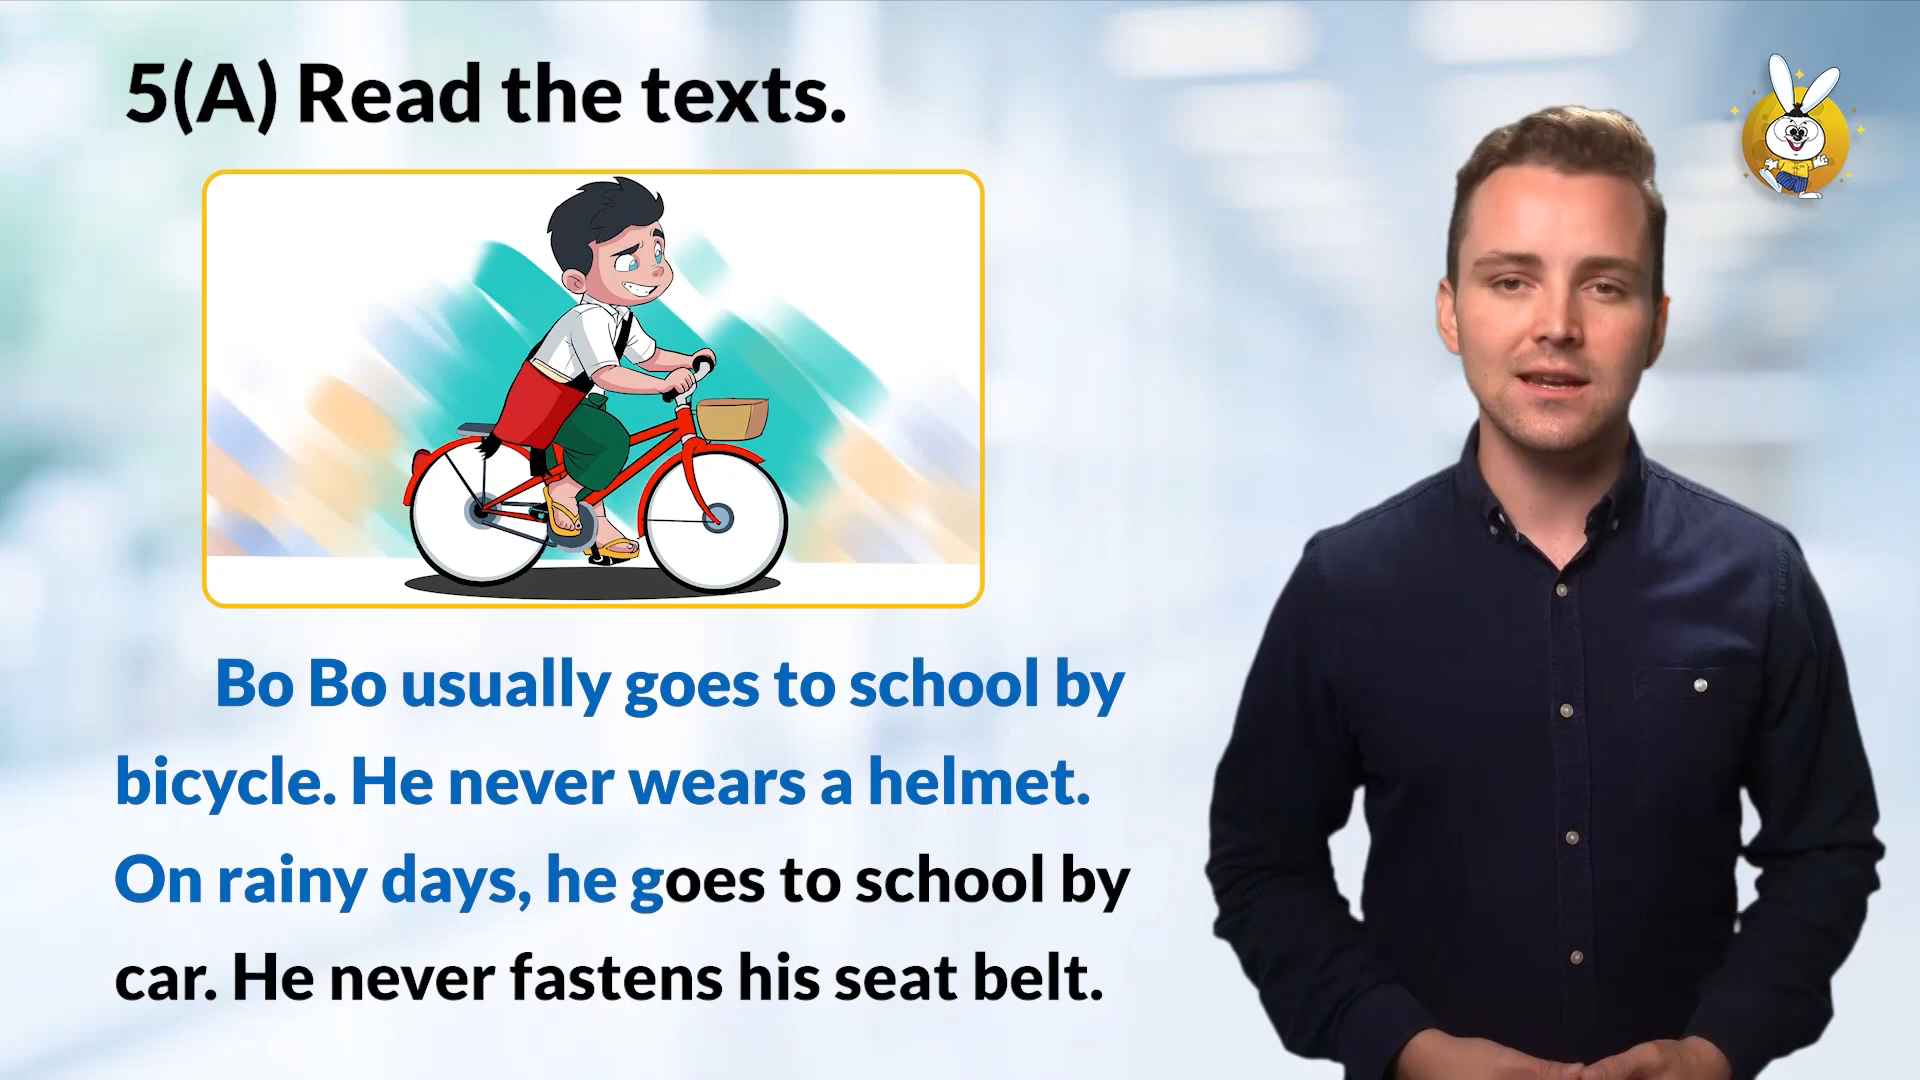 5(A) Read the texts.
Bo Bo usually goes to school by
bicycle. He never wears a helmet.
On rainy days, he goes to school by
car. He never fastens his seat belt.